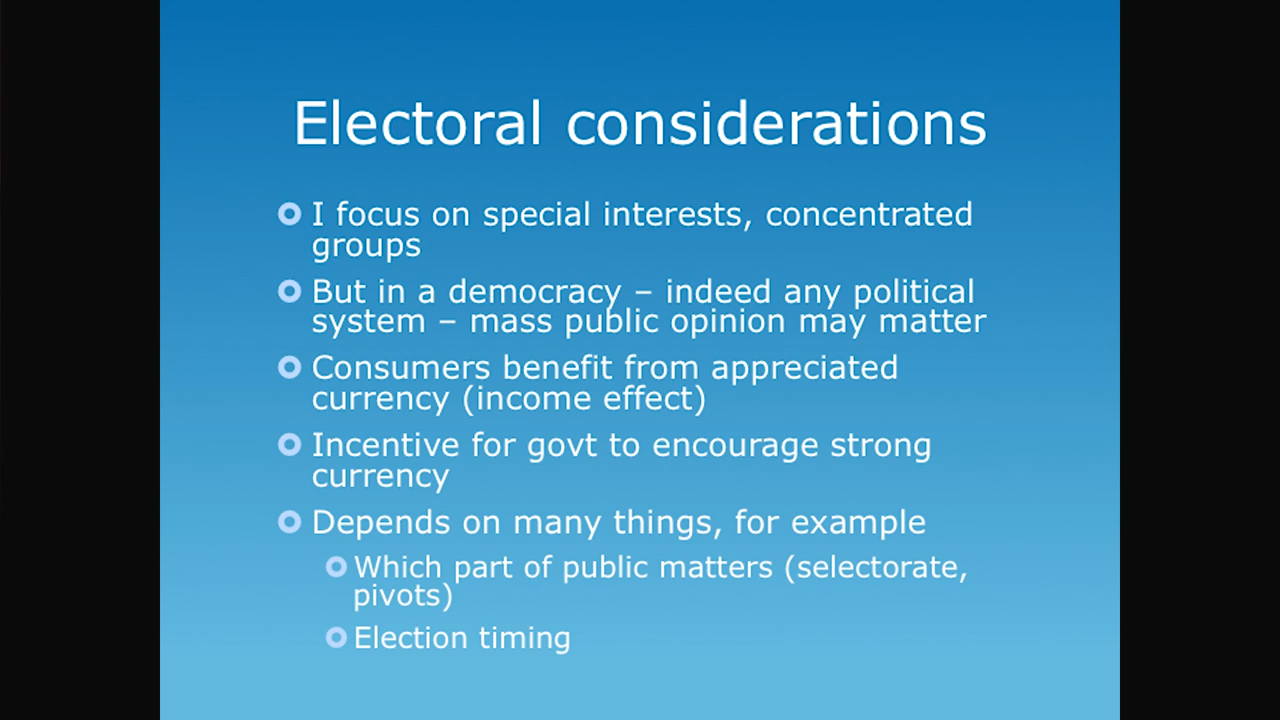 Electoral considerations
I focus on special interests, concentrated
groups
But in a democracy – indeed any political
system – mass public opinion may matter
Consumers benefit from appreciated
currency (income effect)
Incentive for govt to encourage strong
currency
Depends on many things, for example
Which part of public matters (selectorate,
pivots)
Election timing